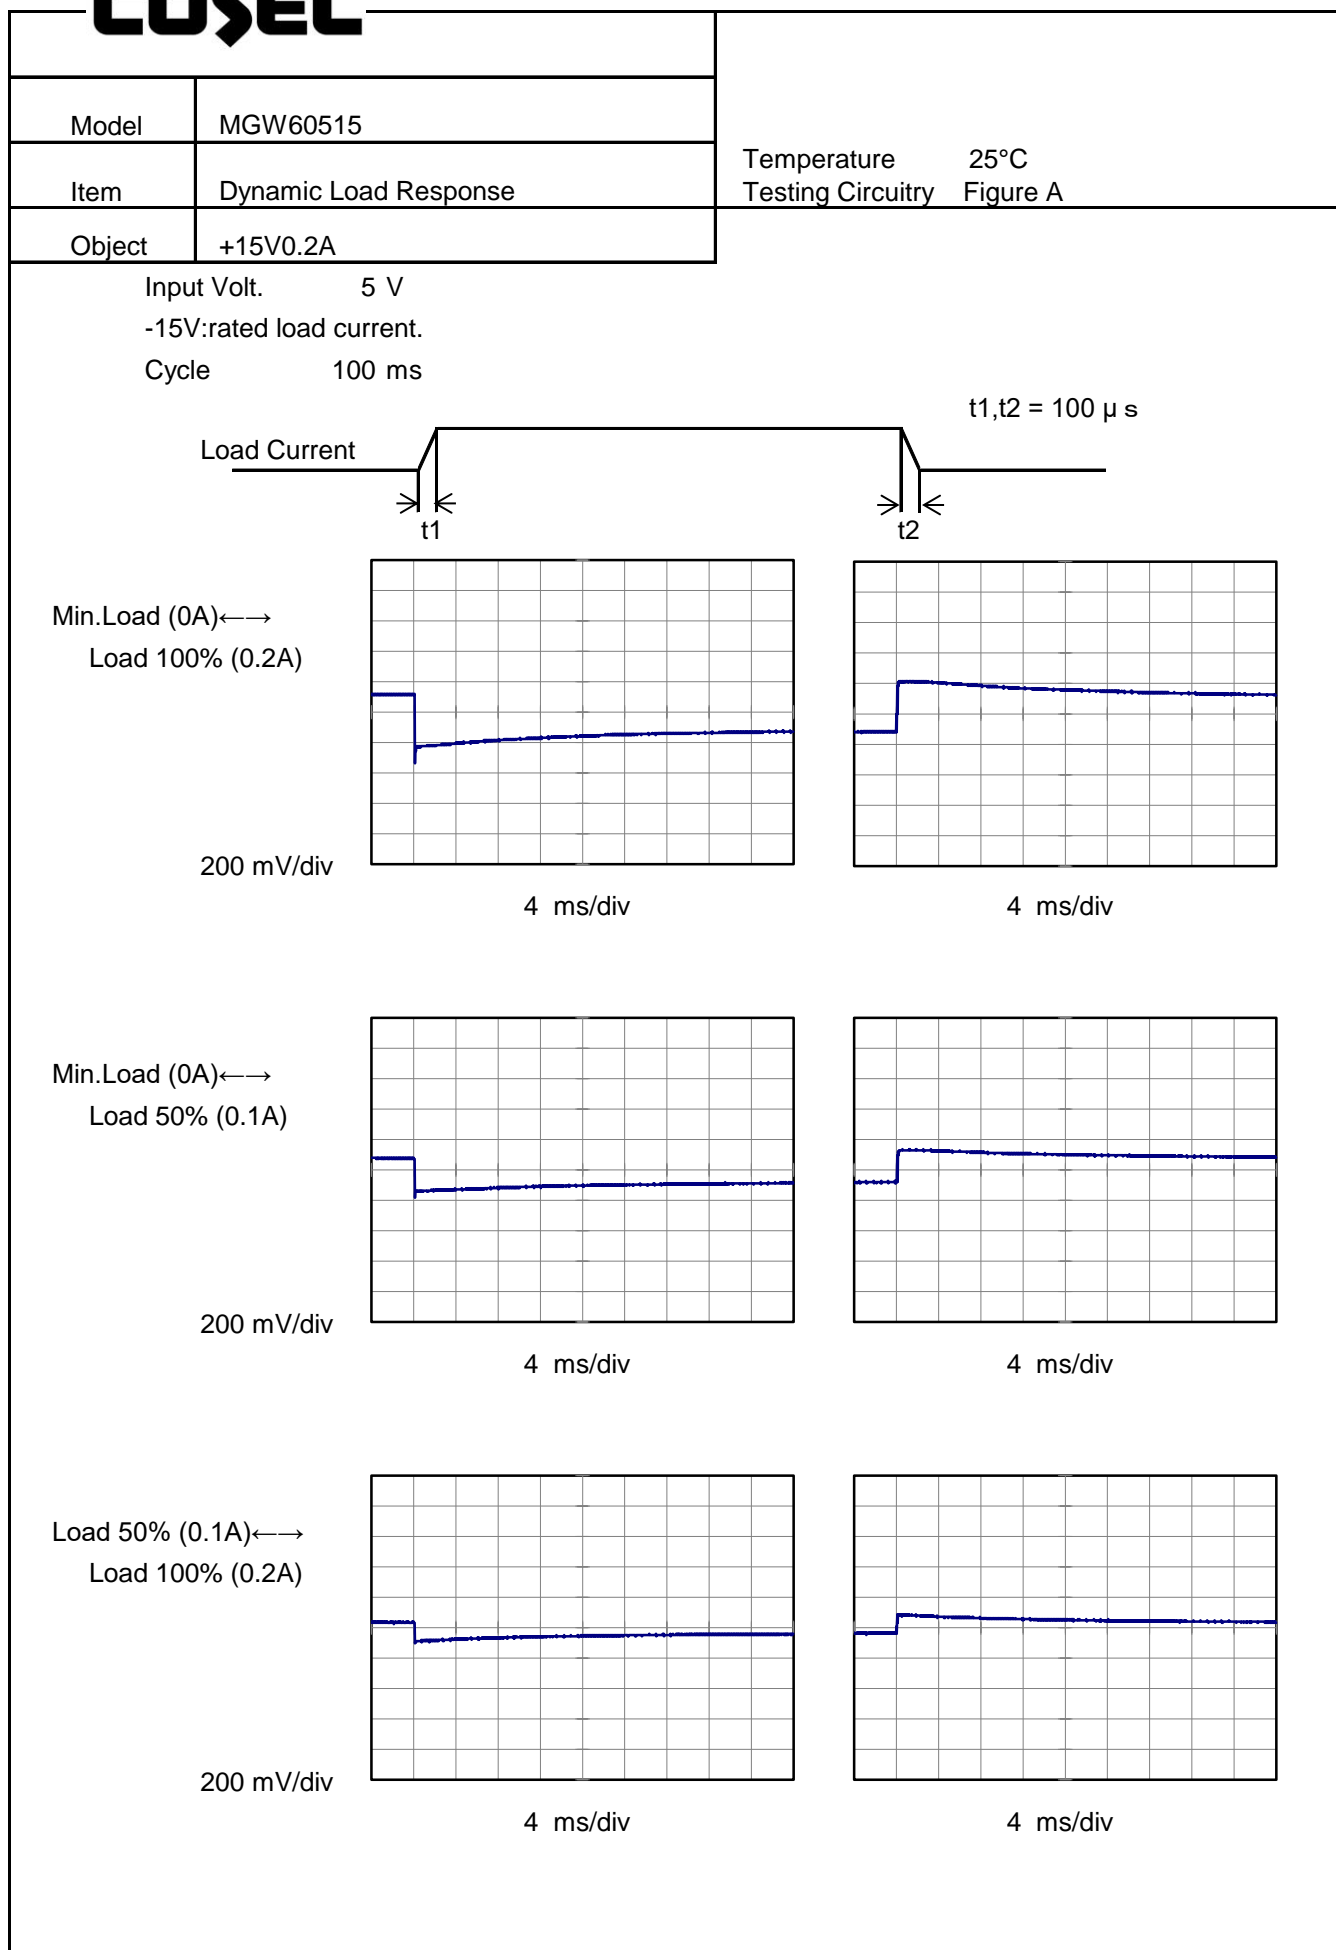 COSEL
Model MGW60515
Temperature 25°C
Item Dynamic Load Response Testing Circuitry Figure A
Object +15V0.2A
Input Volt. 5 V
-15V:rated load current.
Cycle 100 ms
t1,t2 = 100 μs
Load Current
t1 t2
Min.Load (0A)←→
Load 100% (0.2A)
200 mV/div
4 ms/div 4 ms/div
Min.Load (0A)←→
Load 50% (0.1A)
200 mV/div
4 ms/div 4 ms/div
Load 50% (0.1A)←→
Load 100% (0.2A)
200 mV/div
4 ms/div 4 ms/div